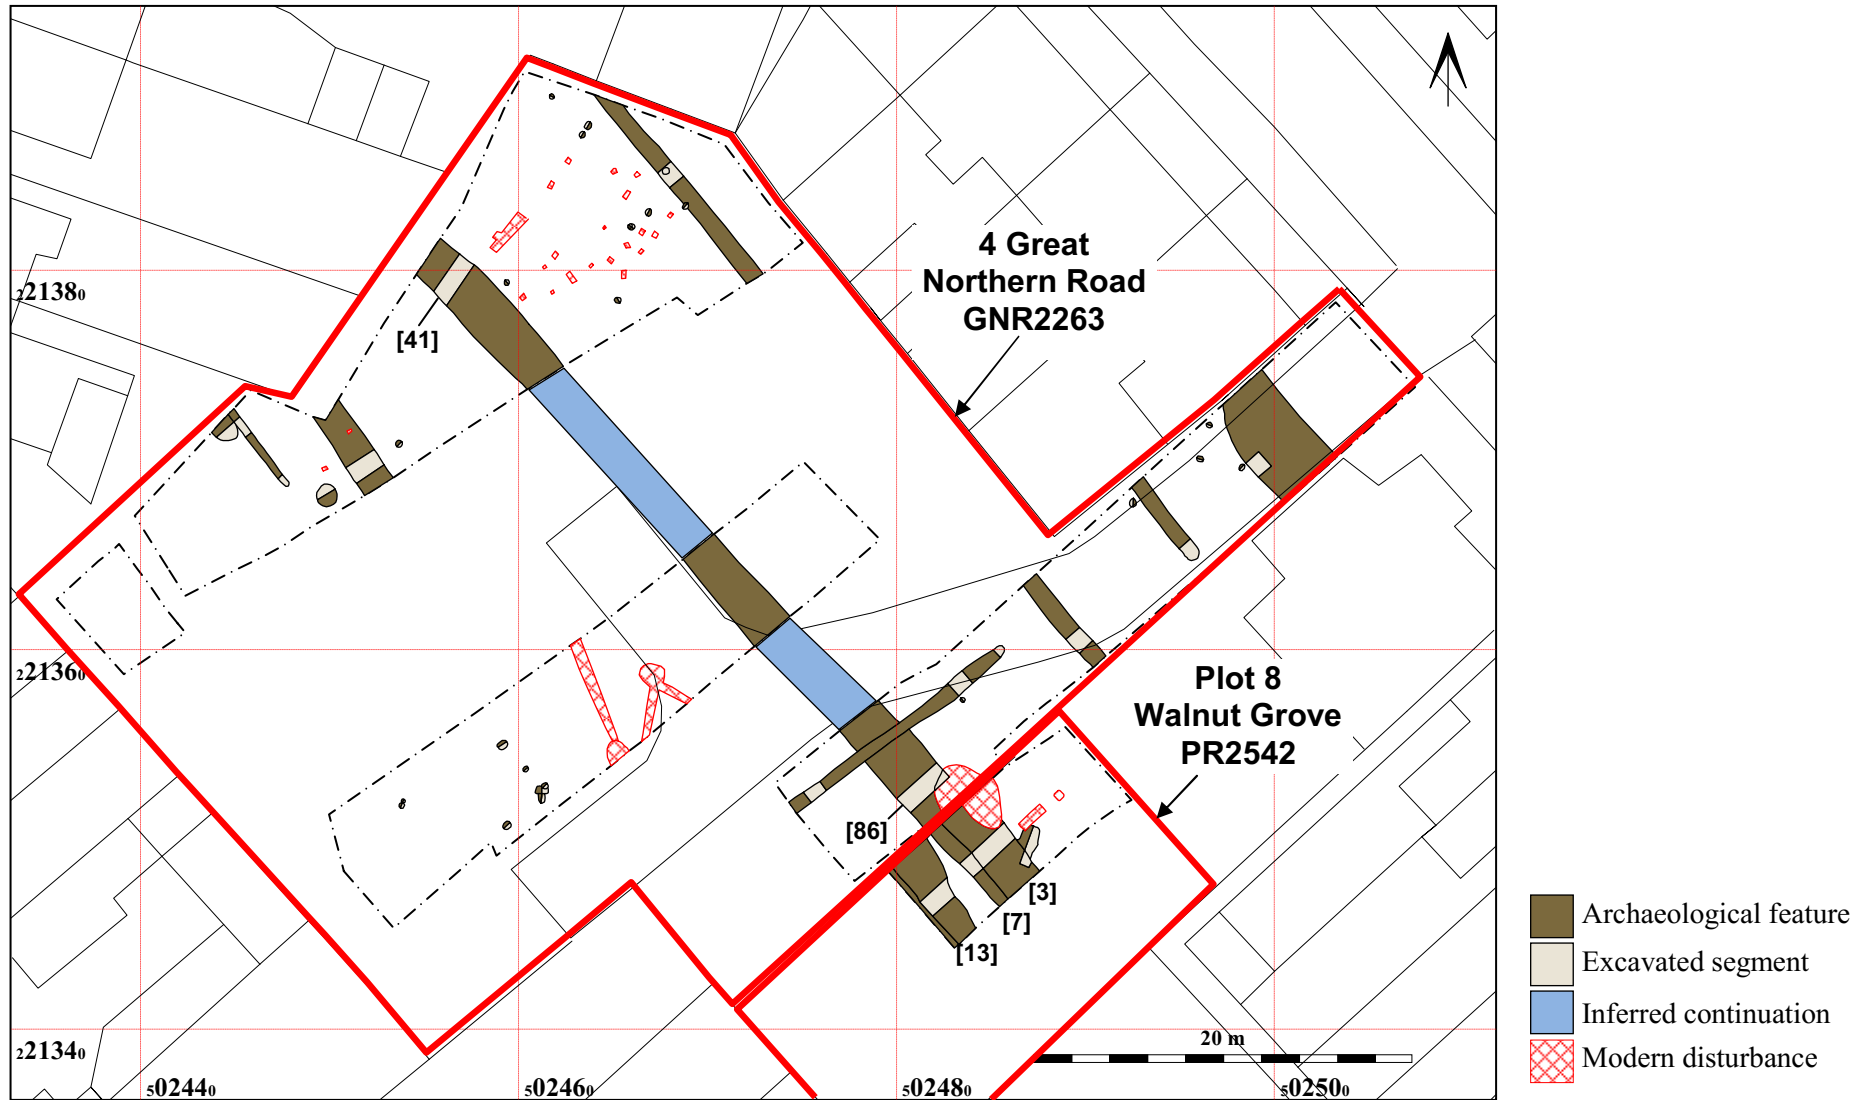 4 Great
Northern Road
GNR2263
221380
[41]
221360
Plot 8
Walnut Grove
PR2542
[86]
[3]
[7]
[13]
221340
20 m
502440
502460
502480
502500
Archaeological feature
Excavated segment
Inferred continuation
Modern disturbance